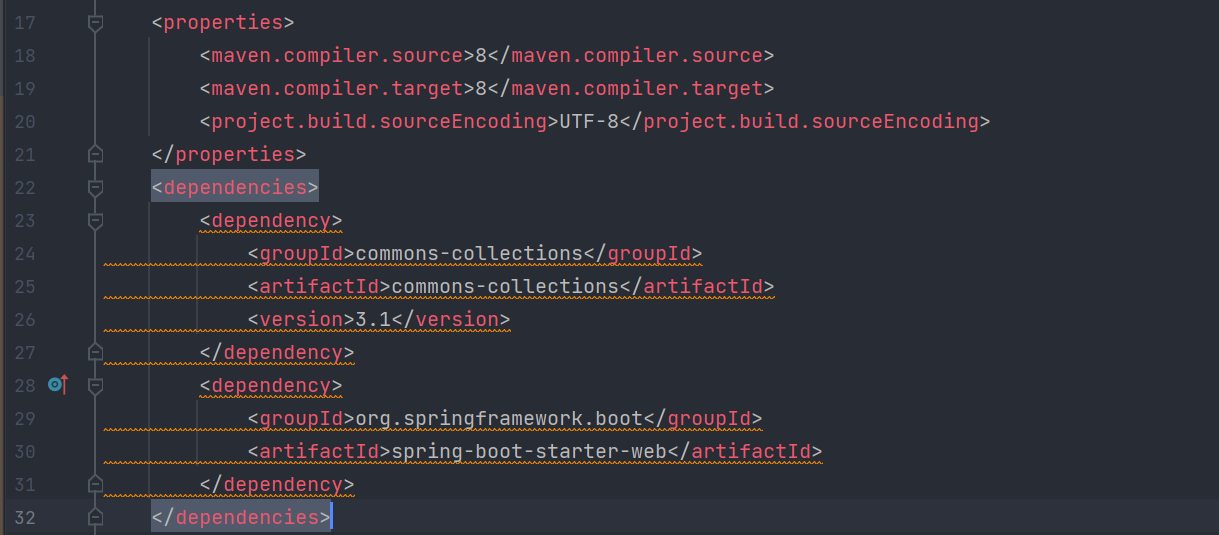 17 <properties>
18 <maven.compiler.source>8</maven.compiler.source>
19 <maven.compiler.target>8</maven.compiler.target>
20 <project.build.sourceEncoding>UTF-8</project.build.sourceEncoding>
21 </properties>
22 <dependencies>
23 <dependency>
24 <groupId>commons-collections</groupId>
25 <artifactId>commons-collections</artifactId>
26 <version>3.1</version>
27 </dependency>
28 <dependency>
29 <groupId>org.springframework.boot</groupId>
30 <artifactId>spring-boot-starter-web</artifactId>
31 </dependency>
32 </dependencies>